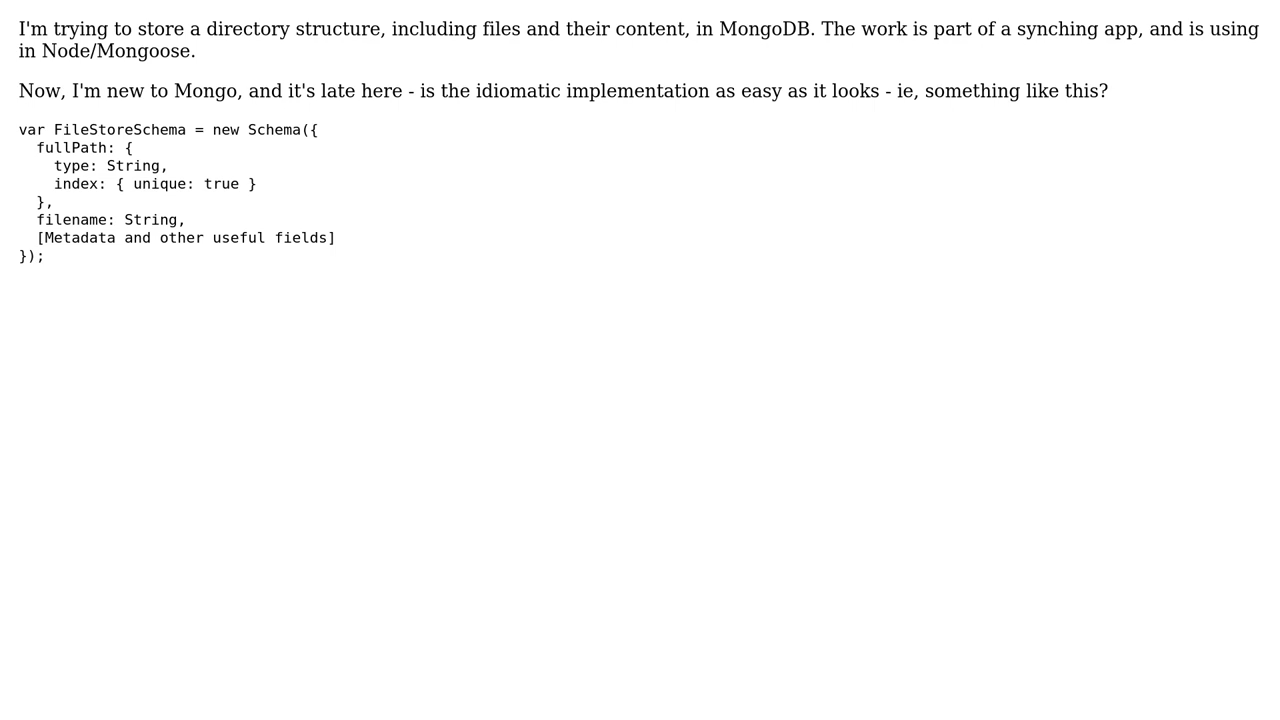 I'm trying to store a directory structure, including files and their content, in MongoDB. The work is part of a synching app, and is using
in Node/Mongoose.
Now, I'm new to Mongo, and it's late here - is the idiomatic implementation as easy as it looks - ie, something like this?
var FileStoreSchema = new Schema({
  fullPath: {
    type: String,
    index: { unique: true }
  },
  filename: String,
  [Metadata and other useful fields]
});